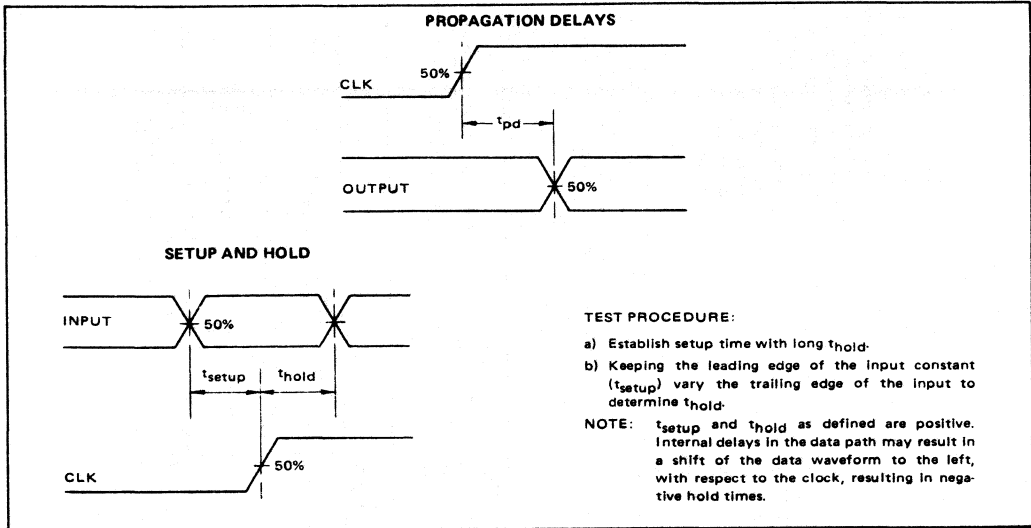 PROPAGATION DELAYS
50%
CLK
tpd
OUTPUT
50%
SETUP AND HOLD
INPUT
50%
tsetup
thold
CLK
50%
TEST PROCEDURE:
a) Establish setup time with long thold.
b) Keeping the leading edge of the input constant
(tsetup) vary the trailing edge of the input to
determine thold.
NOTE: tsetup and thold as defined are positive.
Internal delays in the data path may result in
a shift of the data waveform to the left,
with respect to the clock, resulting in nega-
tive hold times.